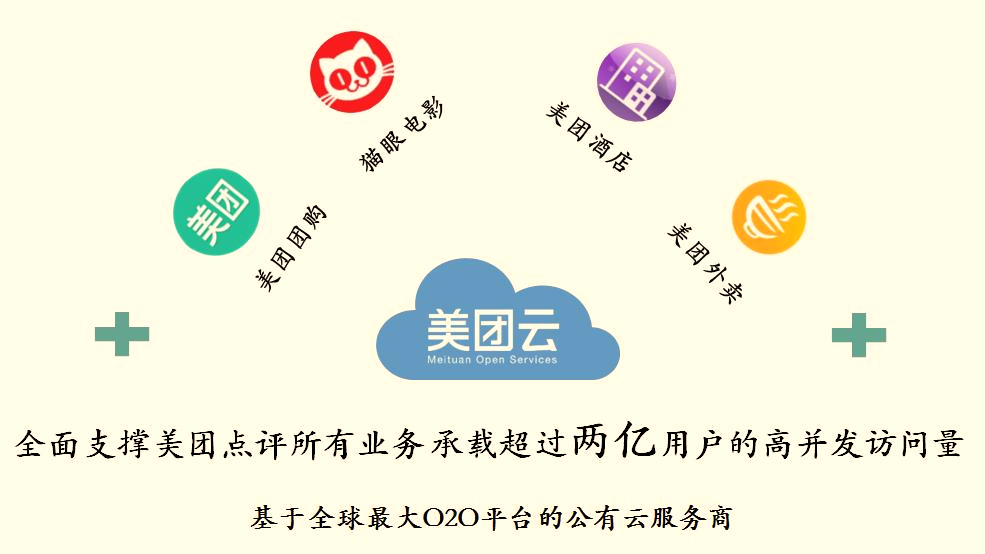 猫眼电影
美团酒店
美团
美团团购
美团外卖
美团云
Meituan Open Services
全面支撑美团点评所有业务承载超过两亿用户的高并发访问量
基于全球最大O2O平台的公有云服务商